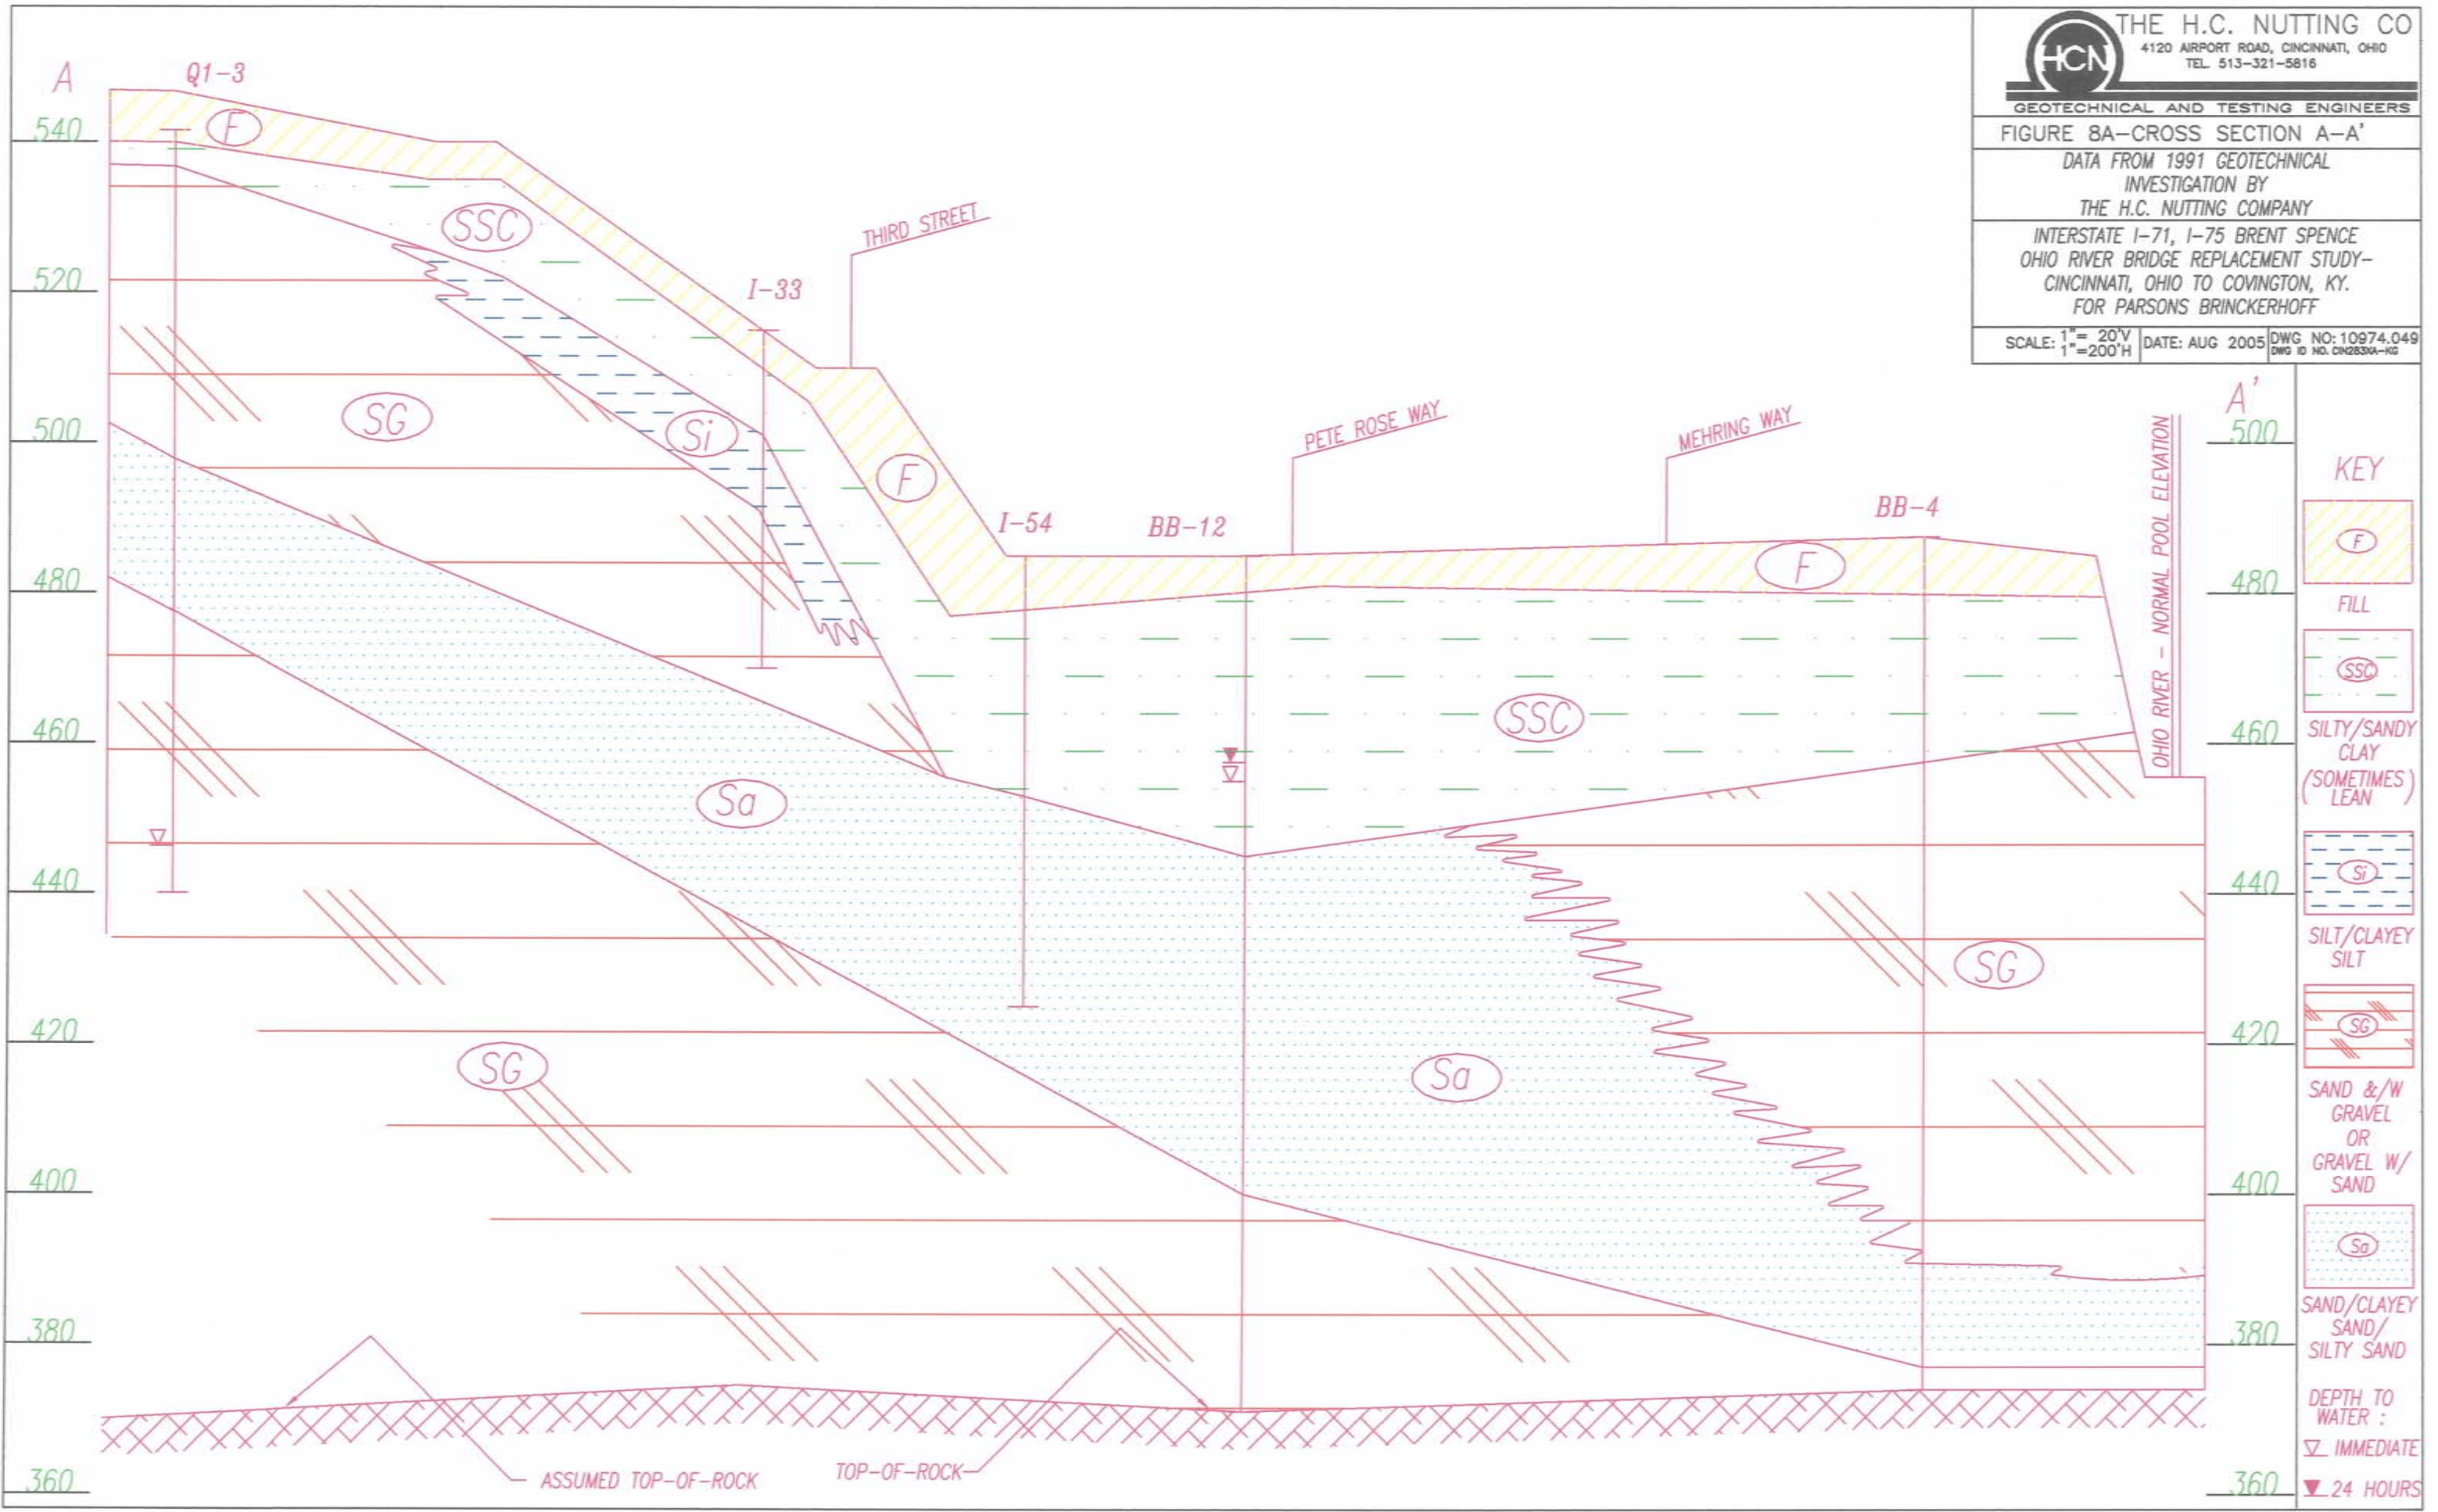 THE H.C. NUTTING CO
4120 AIRPORT ROAD, CINCINNATI, OHIO
TEL. 513-321-5816
HCN
GEOTECHNICAL AND TESTING ENGINEERS
FIGURE 8A-CROSS SECTION A-A'
DATA FROM 1991 GEOTECHNICAL
INVESTIGATION BY
THE H.C. NUTTING COMPANY
INTERSTATE I-71, I-75 BRENT SPENCE
OHIO RIVER BRIDGE REPLACEMENT STUDY-
CINCINNATI, OHIO TO COVINGTON, KY.
FOR PARSONS BRINCKERHOFF
SCALE: 1"= 20'V
1"=200'H
DATE: AUG 2005
DWG NO: 10974.049
DWG ID NO. CIN283XA-KG
A
Q1-3
540
F
SSC
THIRD STREET
520
I-33
SG
Si
500
F
I-54
BB-12
PETE ROSE WAY
MEHRING WAY
BB-4
F
A'
OHIO RIVER - NORMAL POOL ELEVATION
500
480
480
SSC
460
460
Sa
440
440
SG
420
420
SG
Sa
400
400
380
380
ASSUMED TOP-OF-ROCK
TOP-OF-ROCK
360
360
KEY
F
FILL
SSC
SILTY/SANDY
CLAY
(SOMETIMES)
LEAN
Si
SILT/CLAYEY
SILT
SG
SAND &/W
GRAVEL
OR
GRAVEL W/
SAND
Sa
SAND/CLAYEY
SAND/
SILTY SAND
DEPTH TO
WATER :
IMMEDIATE
24 HOURS